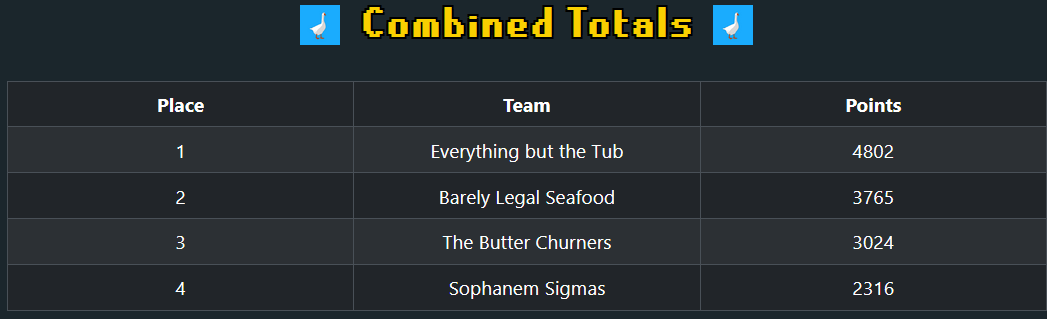 Combined Totals
Place Team Points
1 Everything but the Tub 4802
2 Barely Legal Seafood 3765
3 The Butter Churners 3024
4 Sophanem Sigmas 2316